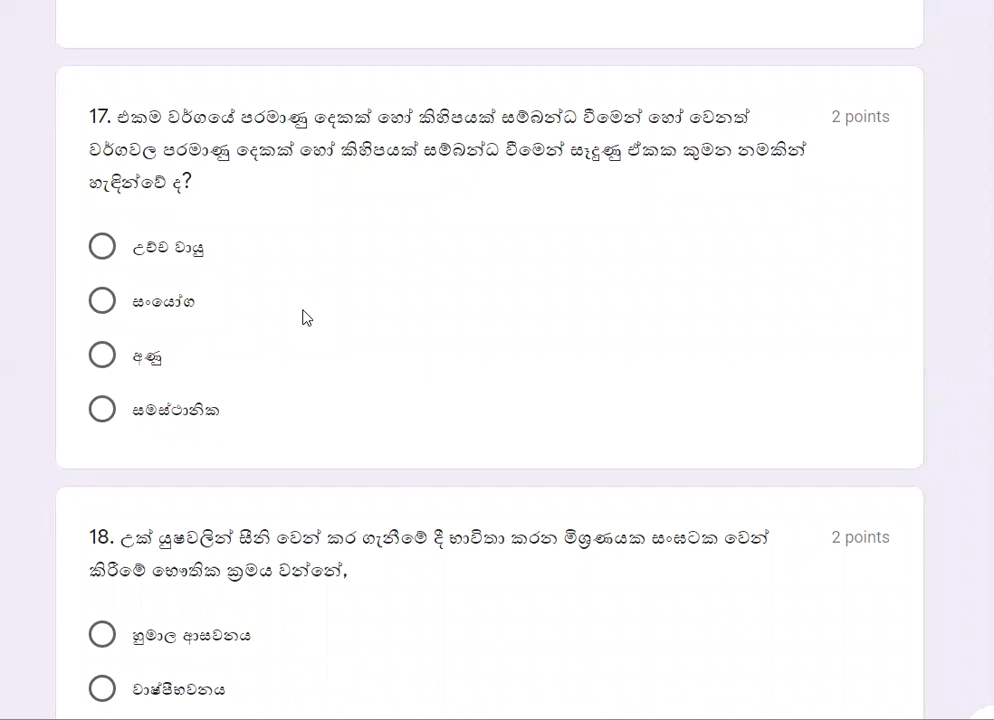 17. එකම වර්ගයේ පරමාණු දෙකක් හෝ කිහිපයක් සම්බන්ධ වීමෙන් හෝ වෙනත්
2 points
වර්ගවල පරමාණු දෙකක් හෝ කිහිපයක් සම්බන්ධ වීමෙන් සෑදුණු ඒකක කුමන නමකින්
හැඳින්වේ ද?
උච්ච වායු
සංයෝග
අණු
සමස්ථානික
18. උක් යුෂවලින් සීනි වෙන් කර ගැනීමේ දී භාවිතා කරන මිශ්‍රණයක සංඝටක වෙන්
2 points
කිරීමේ භෞතික ක්‍රමය වන්නේ,
හුමාල ආසවනය
වාෂ්පීභවනය